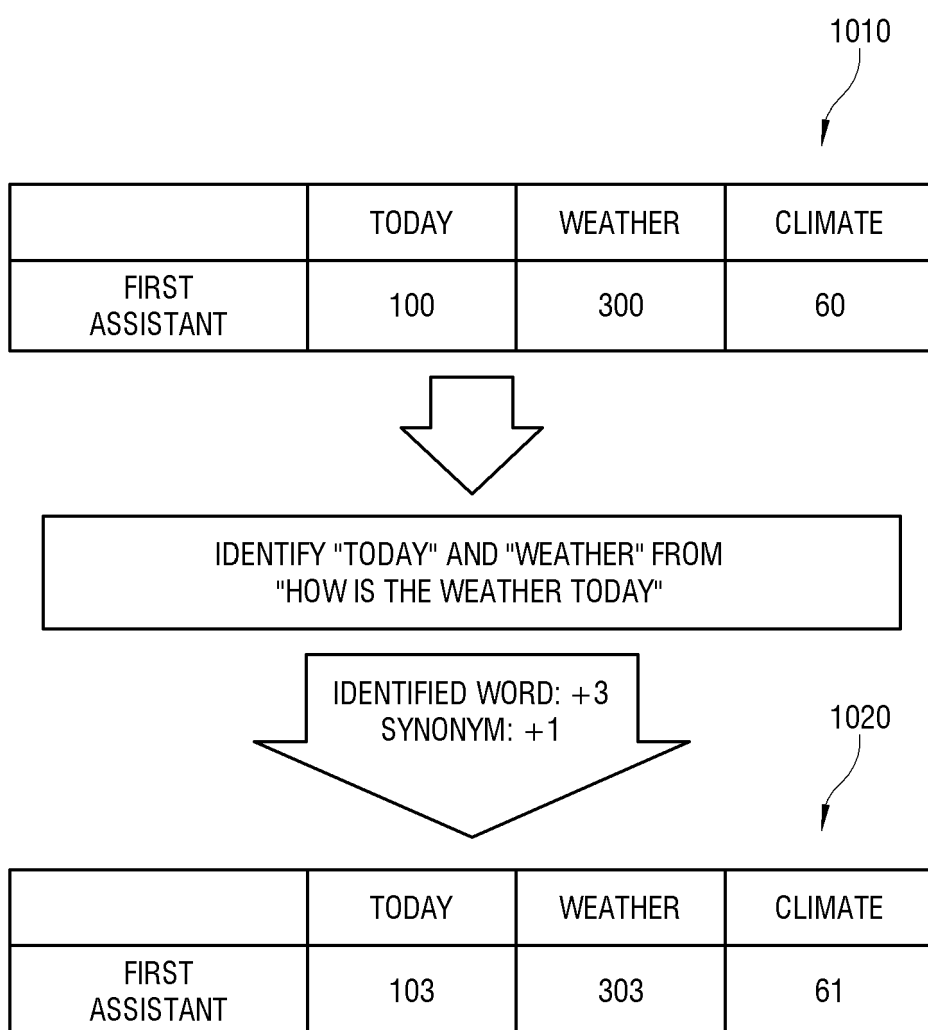 1010
TODAY WEATHER CLIMATE
FIRST
ASSISTANT 100 300 60
IDENTIFY "TODAY" AND "WEATHER" FROM
"HOW IS THE WEATHER TODAY"
IDENTIFIED WORD: +3
SYNONYM: +1
1020
TODAY WEATHER CLIMATE
FIRST
ASSISTANT 103 303 61